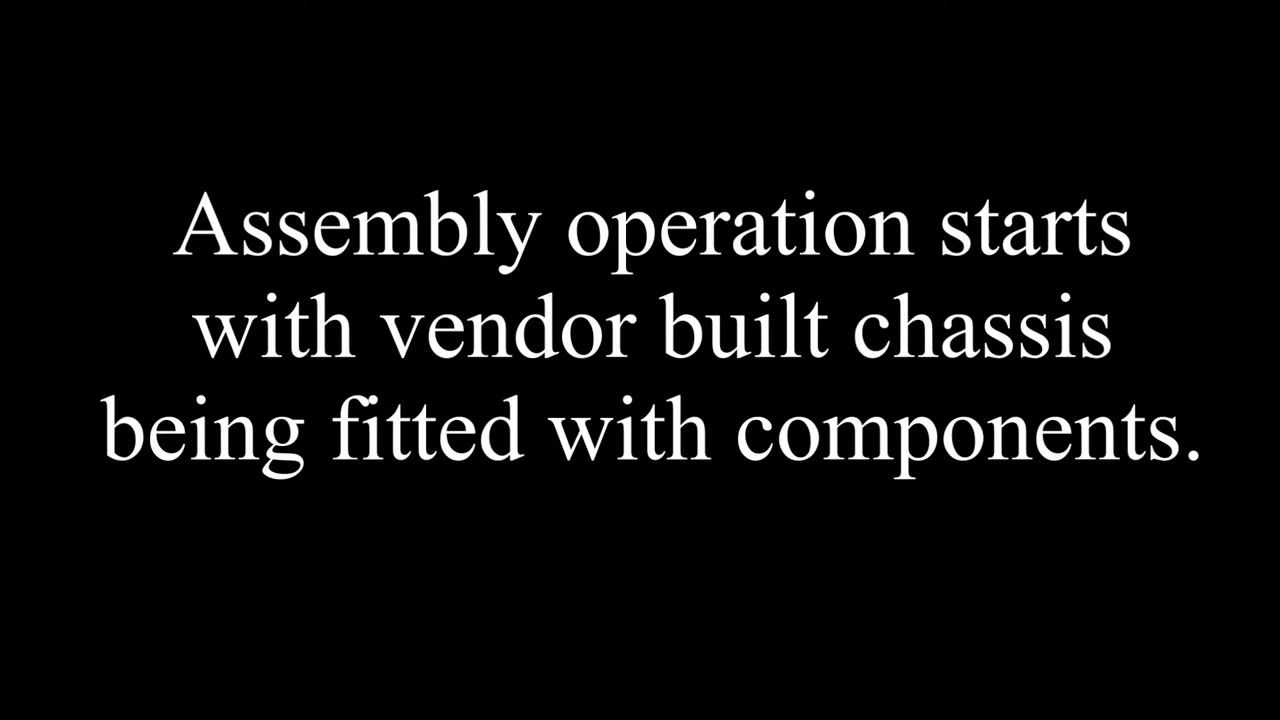 Assembly operation starts
with vendor built chassis
being fitted with components.